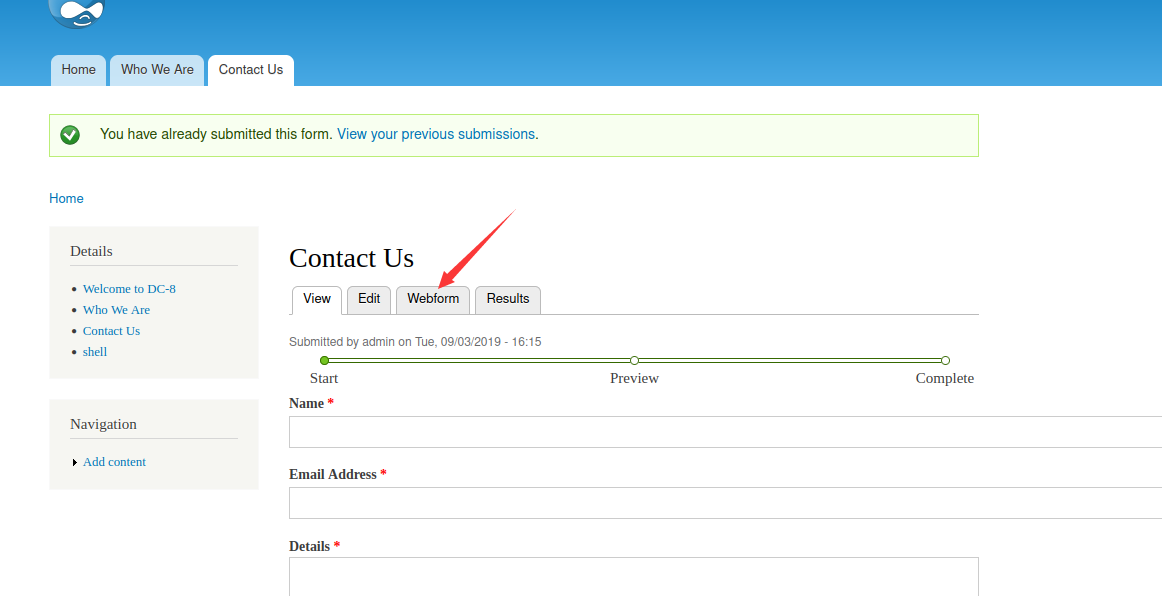 Home Who We Are Contact Us
You have already submitted this form. View your previous submissions.
Home
Details
Welcome to DC-8
Who We Are
Contact Us
shell
Navigation
Add content
Contact Us
View Edit Webform Results
Submitted by admin on Tue, 09/03/2019 - 16:15
Start Preview Complete
Name *
Email Address *
Details *